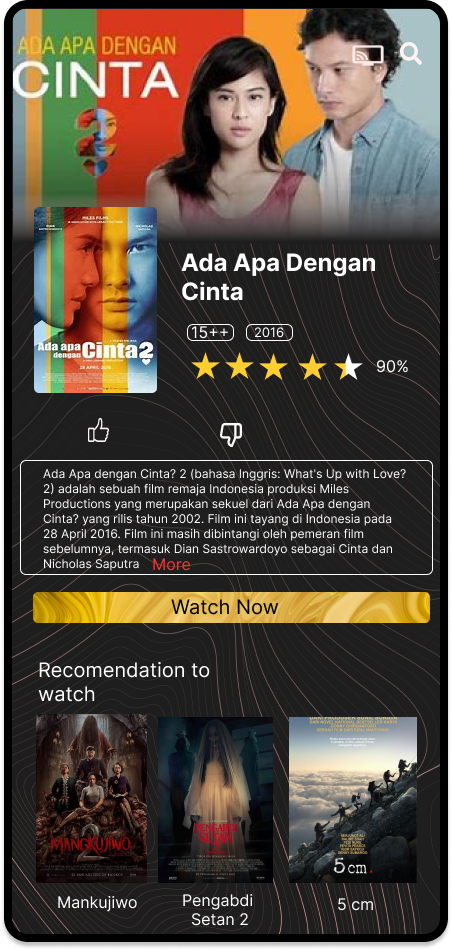 ADA APA DENGAN
CINTA
2
MILES FILMS
Ada apa
dengan Cinta2
28 APRIL 2016
Ada Apa Dengan
Cinta
15++ 2016
90%
Ada Apa dengan Cinta? 2 (bahasa Inggris: What's Up with Love?
2) adalah sebuah film remaja Indonesia produksi Miles
Productions yang merupakan sekuel dari Ada Apa dengan
Cinta? yang rilis tahun 2002. Film ini tayang di Indonesia pada
28 April 2016. Film ini masih dibintangi oleh pemeran film
sebelumnya, termasuk Dian Sastrowardoyo sebagai Cinta dan
Nicholas Saputra More
Watch Now
Recomendation to
watch
MANGKUJIWO
2
PENGABDI
SETAN 2
5cm.
Mankujiwo
Pengabdi
Setan 2
5 cm